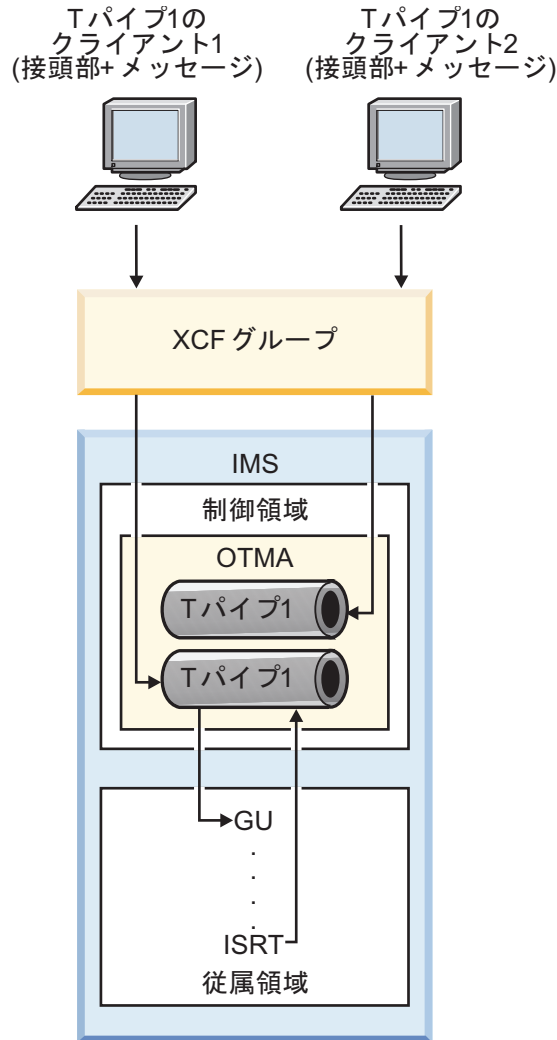 Tパイプ1の
クライアント1
(接頭部+ メッセージ)
Tパイプ1の
クライアント2
(接頭部+ メッセージ)
XCF グループ
IMS
制御領域
OTMA
Tパイプ1
Tパイプ1
GU
.
.
.
.
ISRT
従属領域